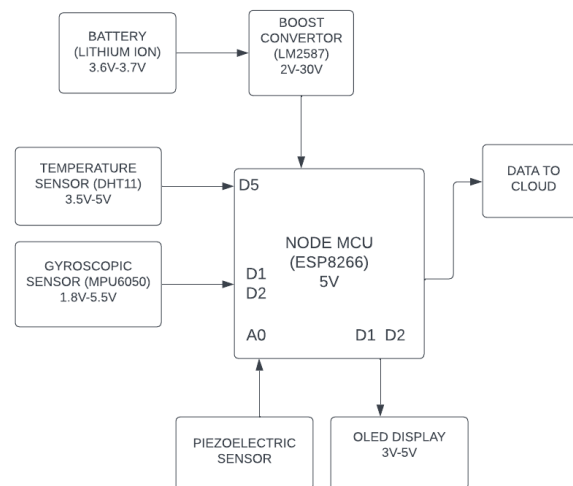 BATTERY
(LITHIUM ION)
3.6V-3.7V
BOOST
CONVERTOR
(LM2587)
2V-30V
TEMPERATURE
SENSOR (DHT11)
3.5V-5V
D5
DATA TO
CLOUD
NODE MCU
(ESP8266)
5V
GYROSCOPIC
SENSOR (MPU6050)
1.8V-5.5V
D1
D2
A0
D1 D2
PIEZOELECTRIC
SENSOR
OLED DISPLAY
3V-5V